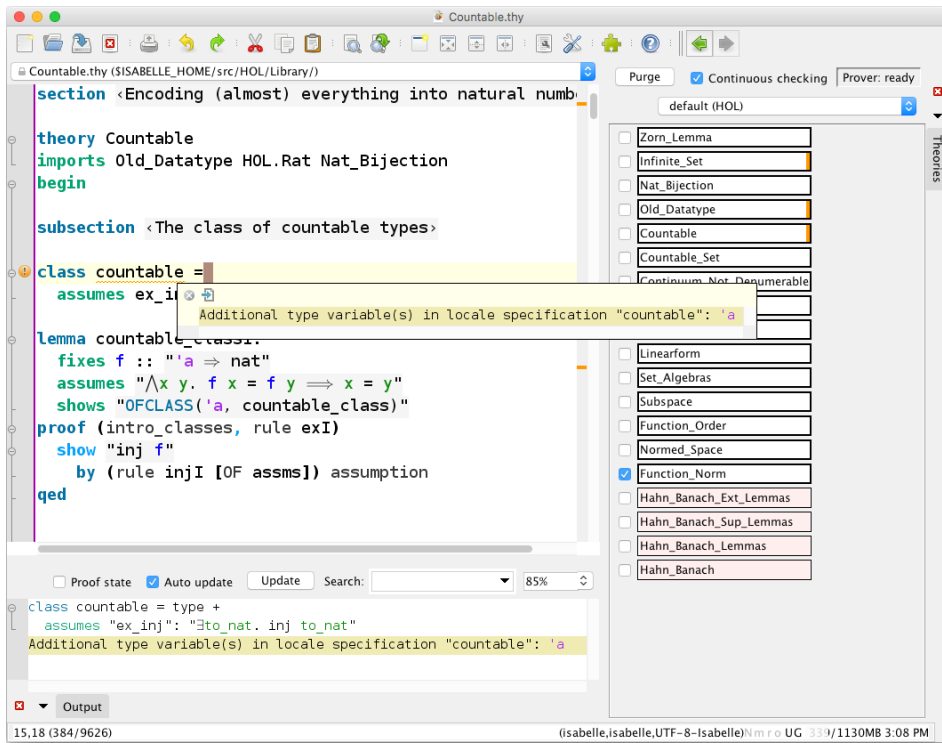 Countable.thy
Countable.thy ($ISABELLE_HOME/src/HOL/Library/)
section ‹Encoding (almost) everything into natural numb
theory Countable
imports Old_Datatype HOL.Rat Nat_Bijection
begin
subsection ‹The class of countable types›
class countable =
assumes ex_in
Additional type variable(s) in locale specification "countable": 'a
lemma countable_classI:
fixes f :: "'a ⇒ nat"
assumes "⋀x y. f x = f y ⟹ x = y"
shows "OFCLASS('a, countable_class)"
proof (intro_classes, rule exI)
show "inj f"
by (rule injI [OF assms]) assumption
qed
Purge
Continuous checking
Prover: ready
default (HOL)
Theories
Zorn_Lemma
Infinite_Set
Nat_Bijection
Old_Datatype
Countable
Countable_Set
Continuum_Not_Denumerable
Linearform
Set_Algebras
Subspace
Function_Order
Normed_Space
Function_Norm
Hahn_Banach_Ext_Lemmas
Hahn_Banach_Sup_Lemmas
Hahn_Banach_Lemmas
Hahn_Banach
Proof state
Auto update
Update
Search:
85%
class countable = type +
assumes "ex_inj": "∃to_nat. inj to_nat"
Additional type variable(s) in locale specification "countable": 'a
Output
15,18 (384/9626)
(isabelle,isabelle,UTF-8-Isabelle)N m r o UG 339/1130MB 3:08 PM